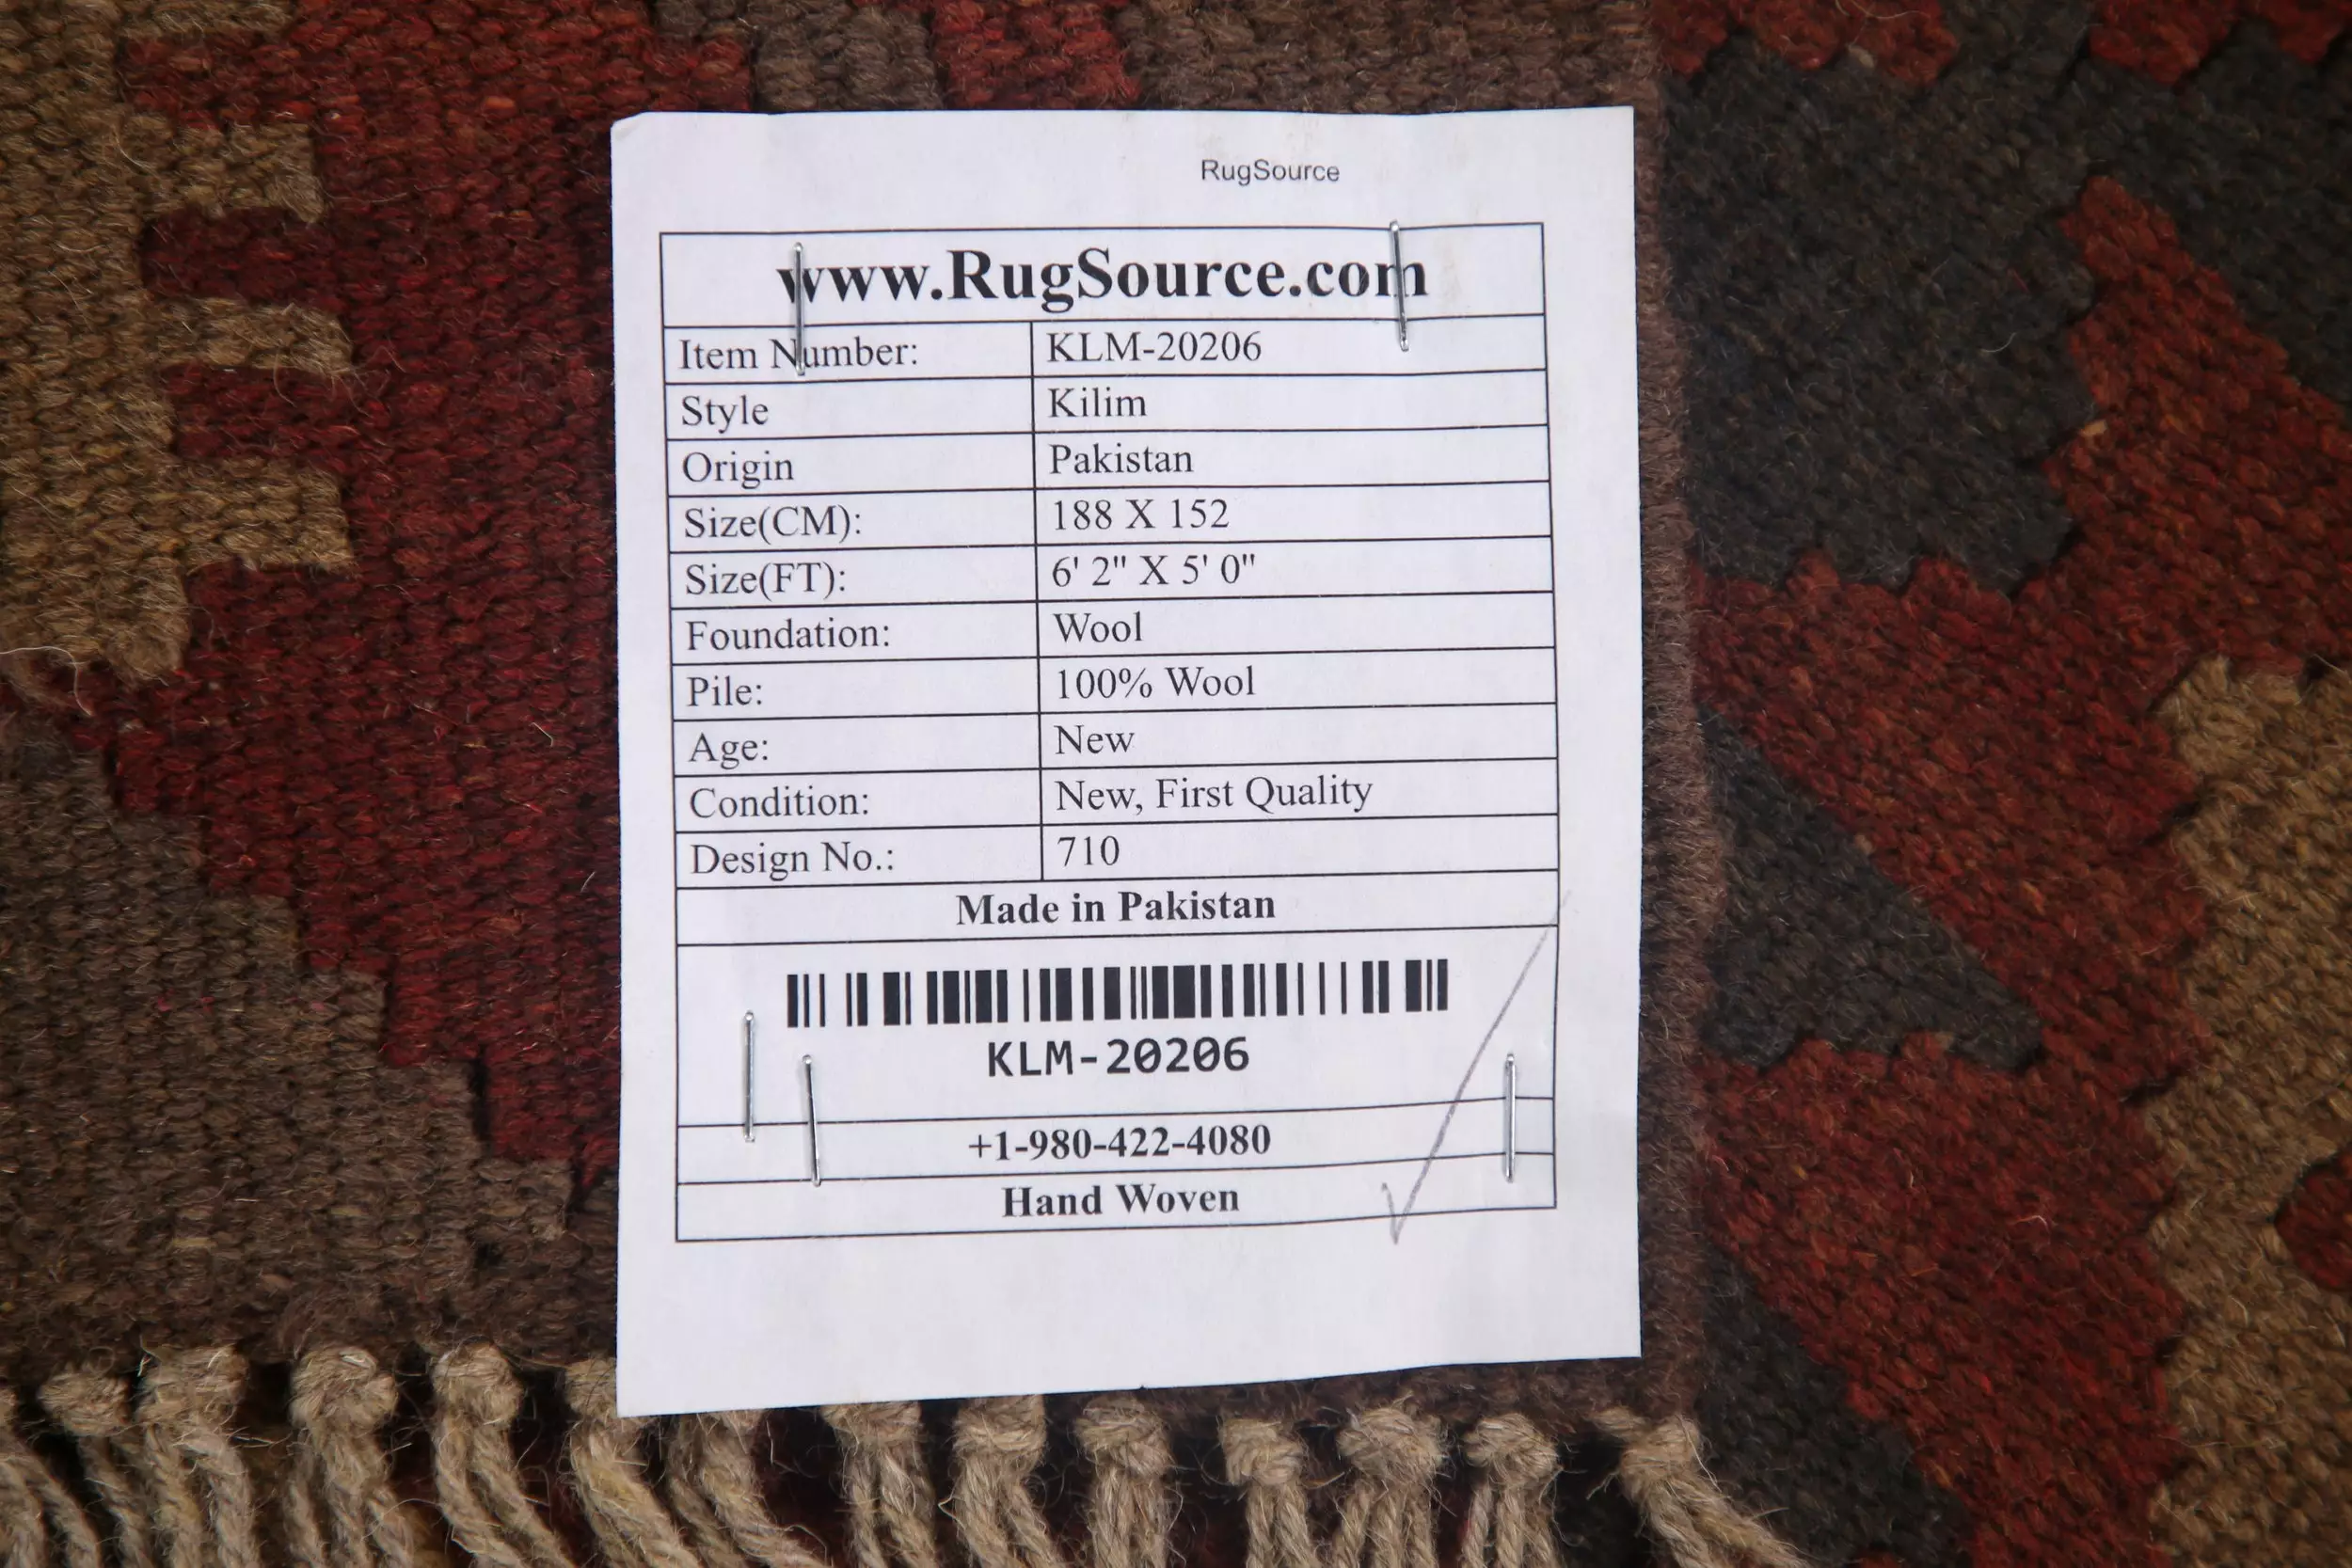 RugSource
www.RugSource.com
Item Number: KLM-20206
Style Kilim
Origin Pakistan
Size(CM): 188 X 152
Size(FT): 6' 2" X 5' 0"
Foundation: Wool
Pile: 100% Wool
Age: New
Condition: New, First Quality
Design No.: 710
Made in Pakistan
KLM-20206
+1-980-422-4080
Hand Woven